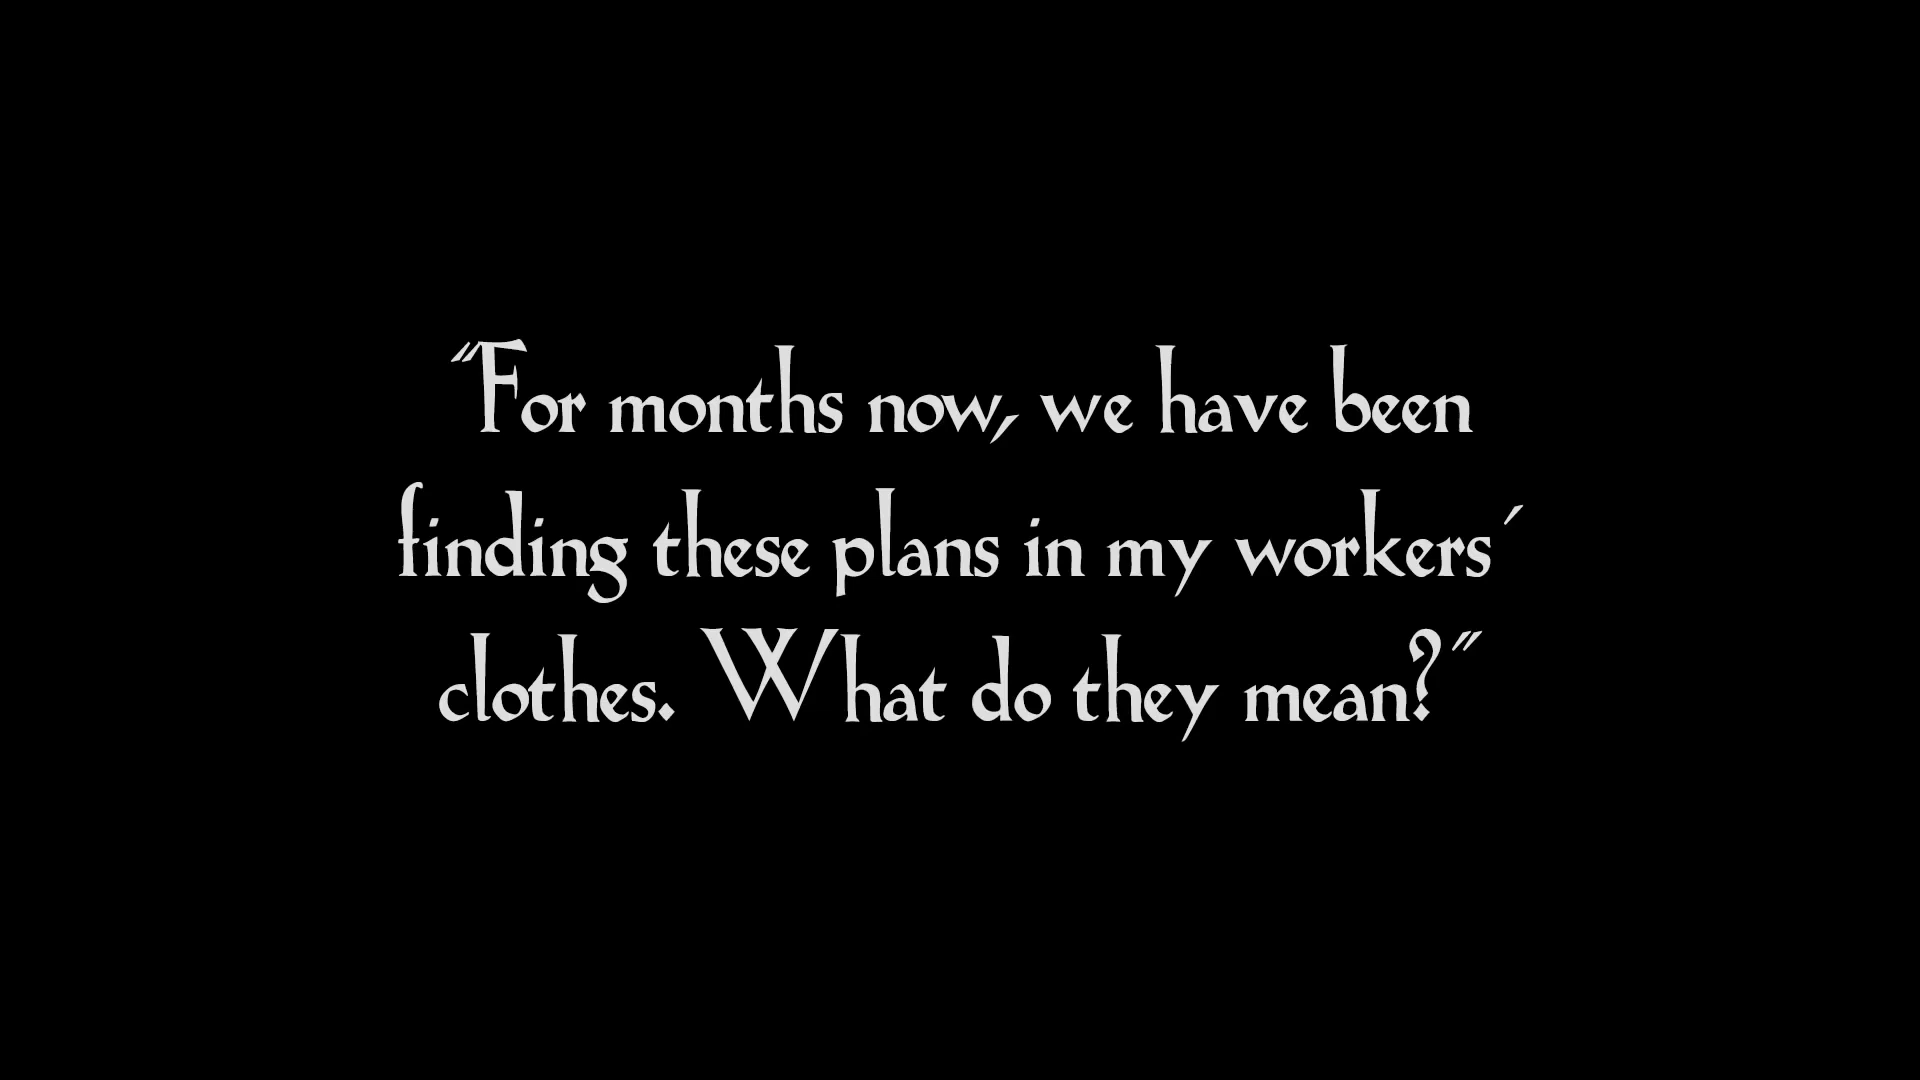 "For months now, we have been
finding these plans in my workers'
clothes. What do they mean?"